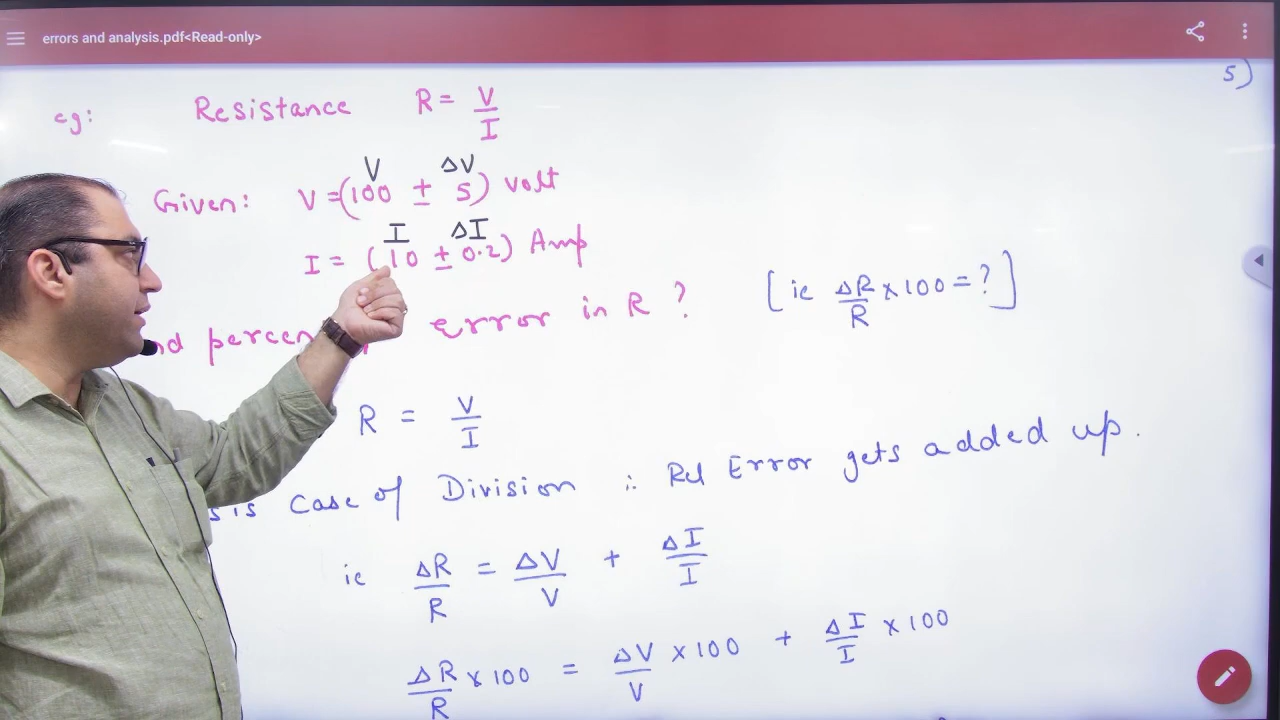 errors and analysis.pdf<Read-only>
5)
eg: Resistance R = V/I
V ΔV
Given: V = (100 ± 5) volt
I ΔI
I = (10 ± 0.2) Amp
error in R ? [ie ΔR/R × 100 = ?]
R = V/I
Case of Division ∴ Rel Error gets added up.
ie ΔR/R = ΔV/V + ΔI/I
ΔR/R × 100 = ΔV/V × 100 + ΔI/I × 100